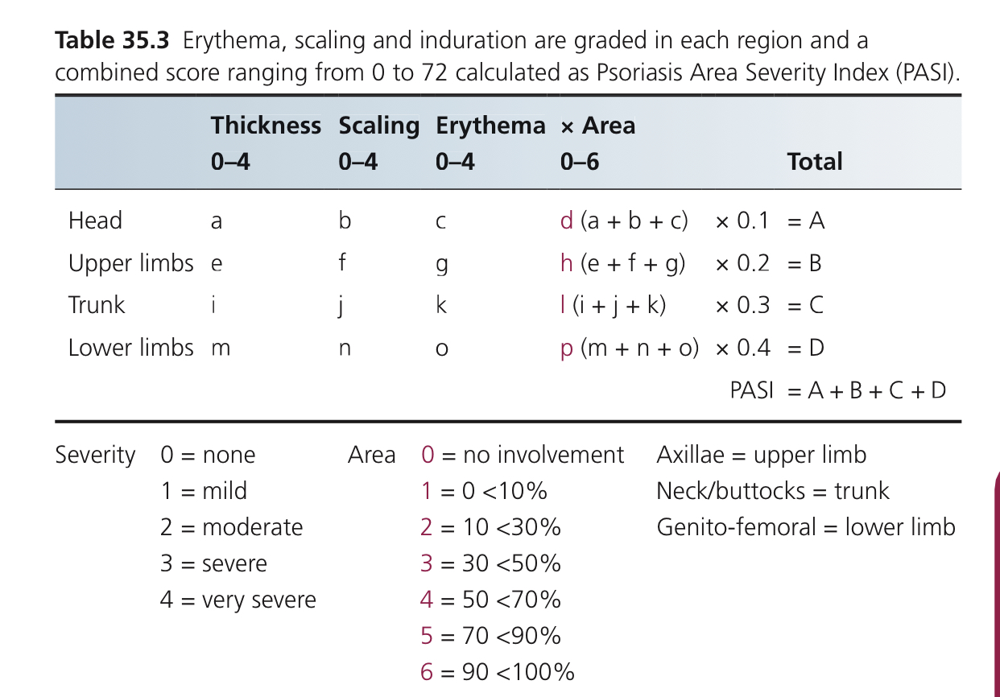 Table 35.3 Erythema, scaling and induration are graded in each region and a
combined score ranging from 0 to 72 calculated as Psoriasis Area Severity Index (PASI).
Thickness Scaling Erythema × Area
0–4 0–4 0–4 0–6 Total
Head a b c d (a + b + c) × 0.1 = A
Upper limbs e f g h (e + f + g) × 0.2 = B
Trunk i j k l (i + j + k) × 0.3 = C
Lower limbs m n o p (m + n + o) × 0.4 = D
PASI = A + B + C + D
Severity 0 = none Area 0 = no involvement Axillae = upper limb
1 = mild 1 = 0 <10% Neck/buttocks = trunk
2 = moderate 2 = 10 <30% Genito-femoral = lower limb
3 = severe 3 = 30 <50%
4 = very severe 4 = 50 <70%
5 = 70 <90%
6 = 90 <100%